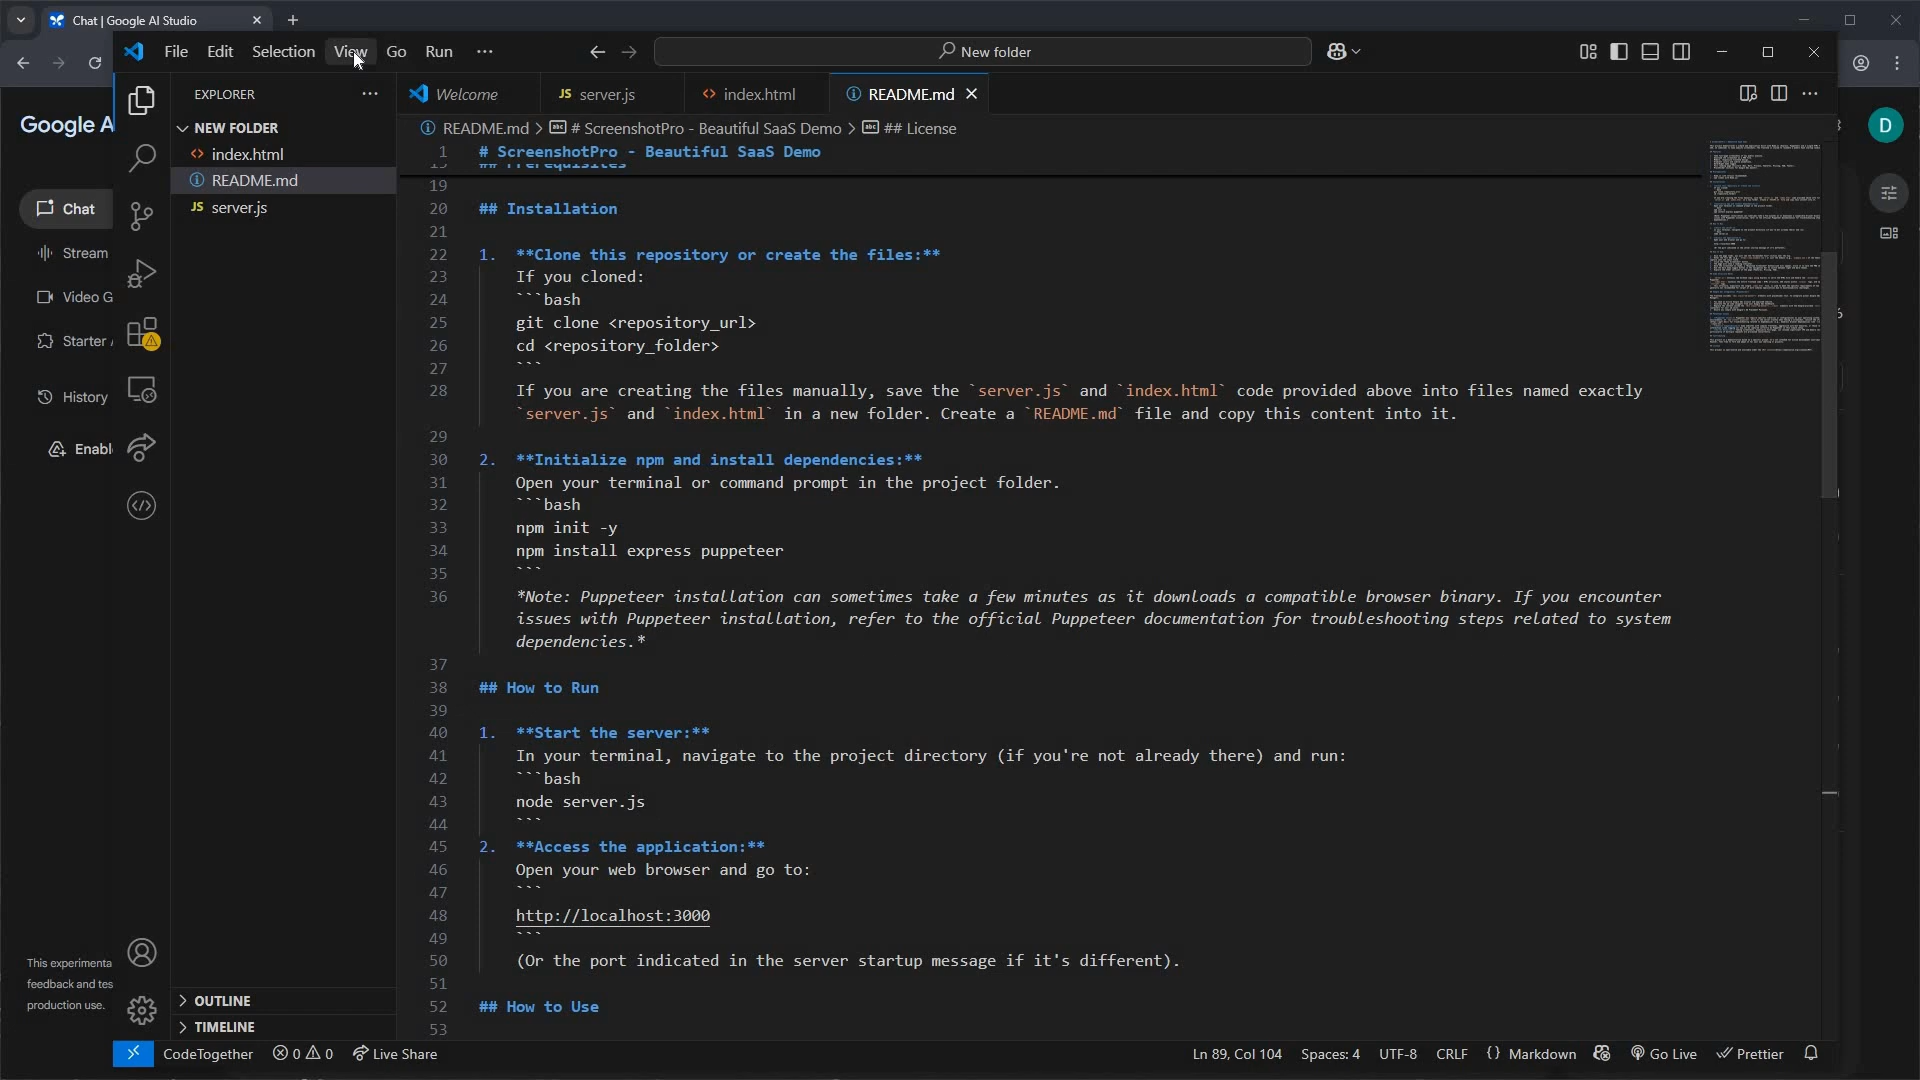 Chat | Google AI Studio
File Edit Selection View Go Run ···
New folder
Google A
Chat
Stream
Video G
Starter
History
Enabl
This experimenta
feedback and tes
production use.
D
EXPLORER
NEW FOLDER
index.html
README.md
JS server.js
OUTLINE
TIMELINE
Welcome
JS server.js
index.html
README.md
README.md > # ScreenshotPro - Beautiful SaaS Demo > ## License
1 # ScreenshotPro - Beautiful SaaS Demo
## Prerequisites
19
20 ## Installation
21
22 1. **Clone this repository or create the files:**
23 If you cloned:
24 ```bash
25 git clone <repository_url>
26 cd <repository_folder>
27 ```
28 If you are creating the files manually, save the `server.js` and `index.html` code provided above into files named exactly
`server.js` and `index.html` in a new folder. Create a `README.md` file and copy this content into it.
29
30 2. **Initialize npm and install dependencies:**
31 Open your terminal or command prompt in the project folder.
32 ```bash
33 npm init -y
34 npm install express puppeteer
35 ```
36 *Note: Puppeteer installation can sometimes take a few minutes as it downloads a compatible browser binary. If you encounter
issues with Puppeteer installation, refer to the official Puppeteer documentation for troubleshooting steps related to system
dependencies.*
37
38 ## How to Run
39
40 1. **Start the server:**
41 In your terminal, navigate to the project directory (if you're not already there) and run:
42 ```bash
43 node server.js
44 ```
45 2. **Access the application:**
46 Open your web browser and go to:
47 ```
48 http://localhost:3000
49 ```
50 (Or the port indicated in the server startup message if it's different).
51
52 ## How to Use
53
CodeTogether 0 0 Live Share
Ln 89, Col 104 Spaces: 4 UTF-8 CRLF {} Markdown Go Live Prettier